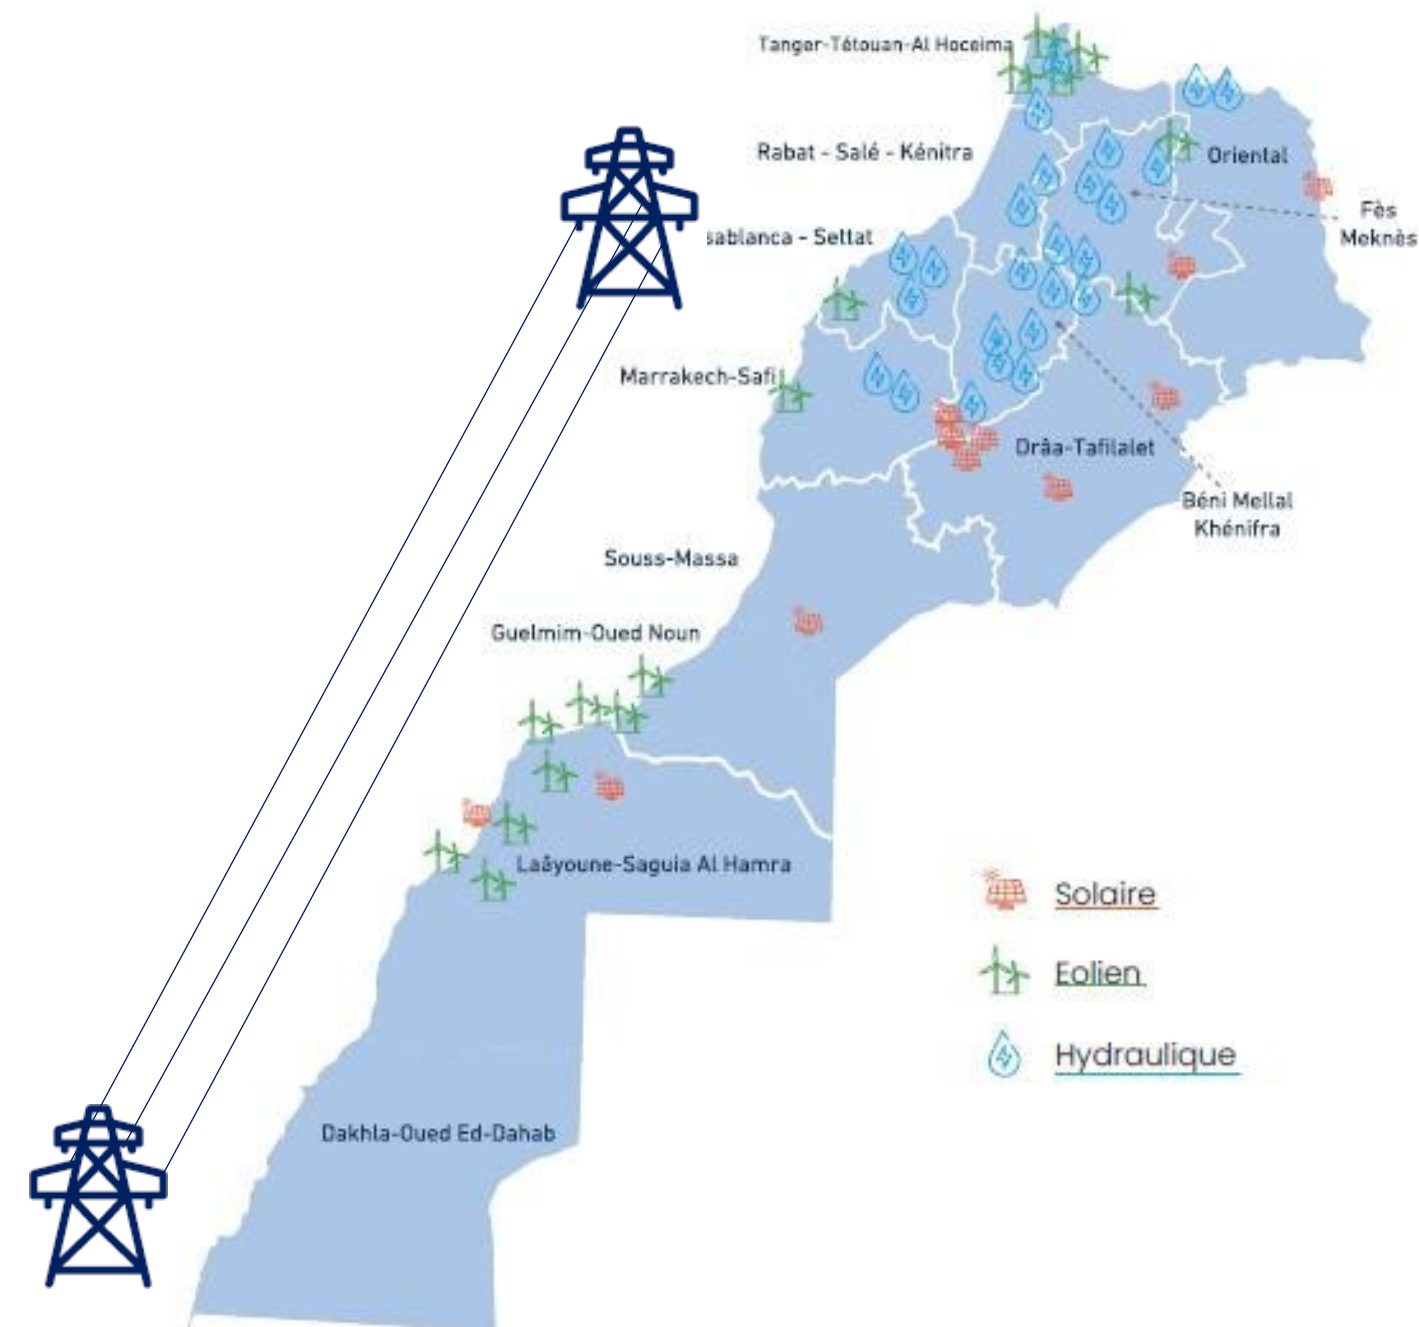 Tanger-Tétouan-Al Hoceima
Rabat - Salé - Kénitra
Oriental
Fès
Meknès
sablanca - Settat
Marrakech-Safi
Drâa-Tafilalet
Béni Mellal
Khénifra
Souss-Massa
Guelmim-Oued Noun
Laâyoune-Saguia Al Hamra
Solaire
Eolien
Hydraulique
Dakhla-Oued Ed-Dahab